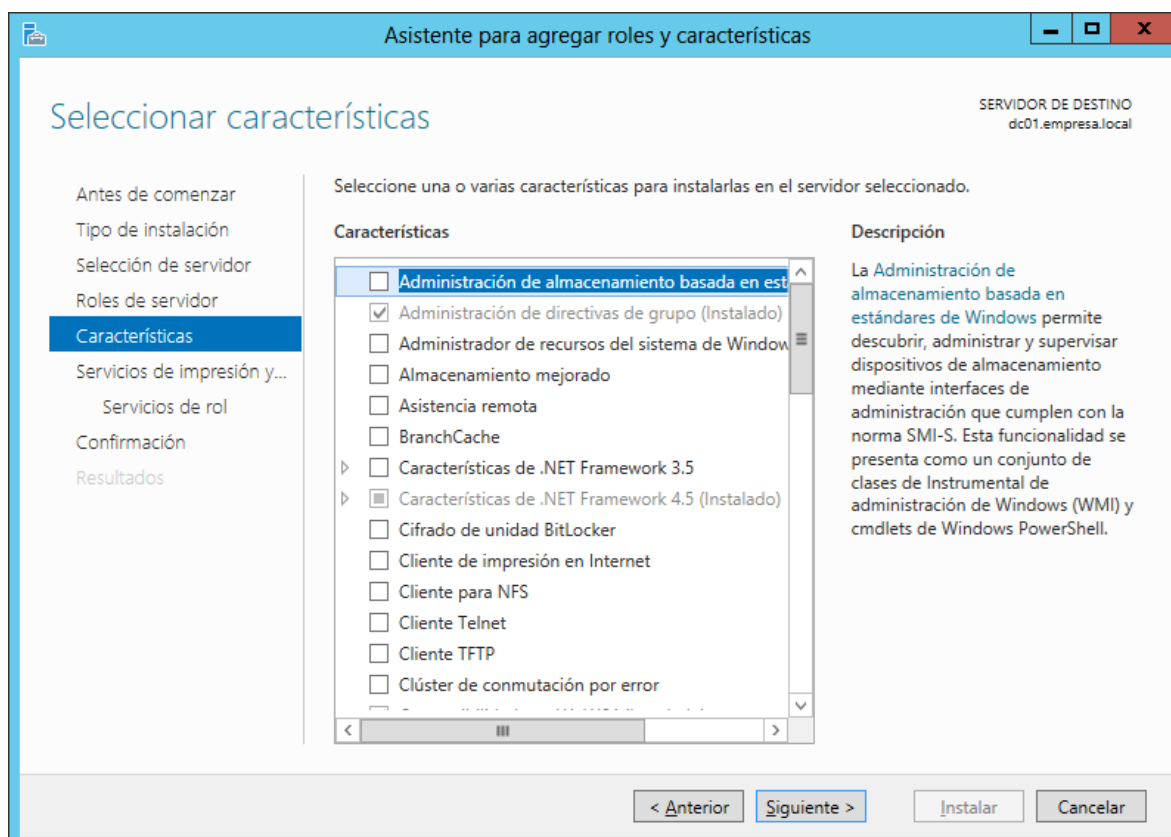 Asistente para agregar roles y características
Seleccionar características
SERVIDOR DE DESTINO
dc01.empresa.local
Antes de comenzar
Tipo de instalación
Selección de servidor
Roles de servidor
Características
Servicios de impresión y...
Servicios de rol
Confirmación
Resultados
Seleccione una o varias características para instalarlas en el servidor seleccionado.
Características
Administración de almacenamiento basada en est
Administración de directivas de grupo (Instalado)
Administrador de recursos del sistema de Window
Almacenamiento mejorado
Asistencia remota
BranchCache
Características de .NET Framework 3.5
Características de .NET Framework 4.5 (Instalado)
Cifrado de unidad BitLocker
Cliente de impresión en Internet
Cliente para NFS
Cliente Telnet
Cliente TFTP
Clúster de conmutación por error
Descripción
La Administración de
almacenamiento basada en
estándares de Windows permite
descubrir, administrar y supervisar
dispositivos de almacenamiento
mediante interfaces de
administración que cumplen con la
norma SMI-S. Esta funcionalidad se
presenta como un conjunto de
clases de Instrumental de
administración de Windows (WMI) y
cmdlets de Windows PowerShell.
< Anterior
Siguiente >
Instalar
Cancelar